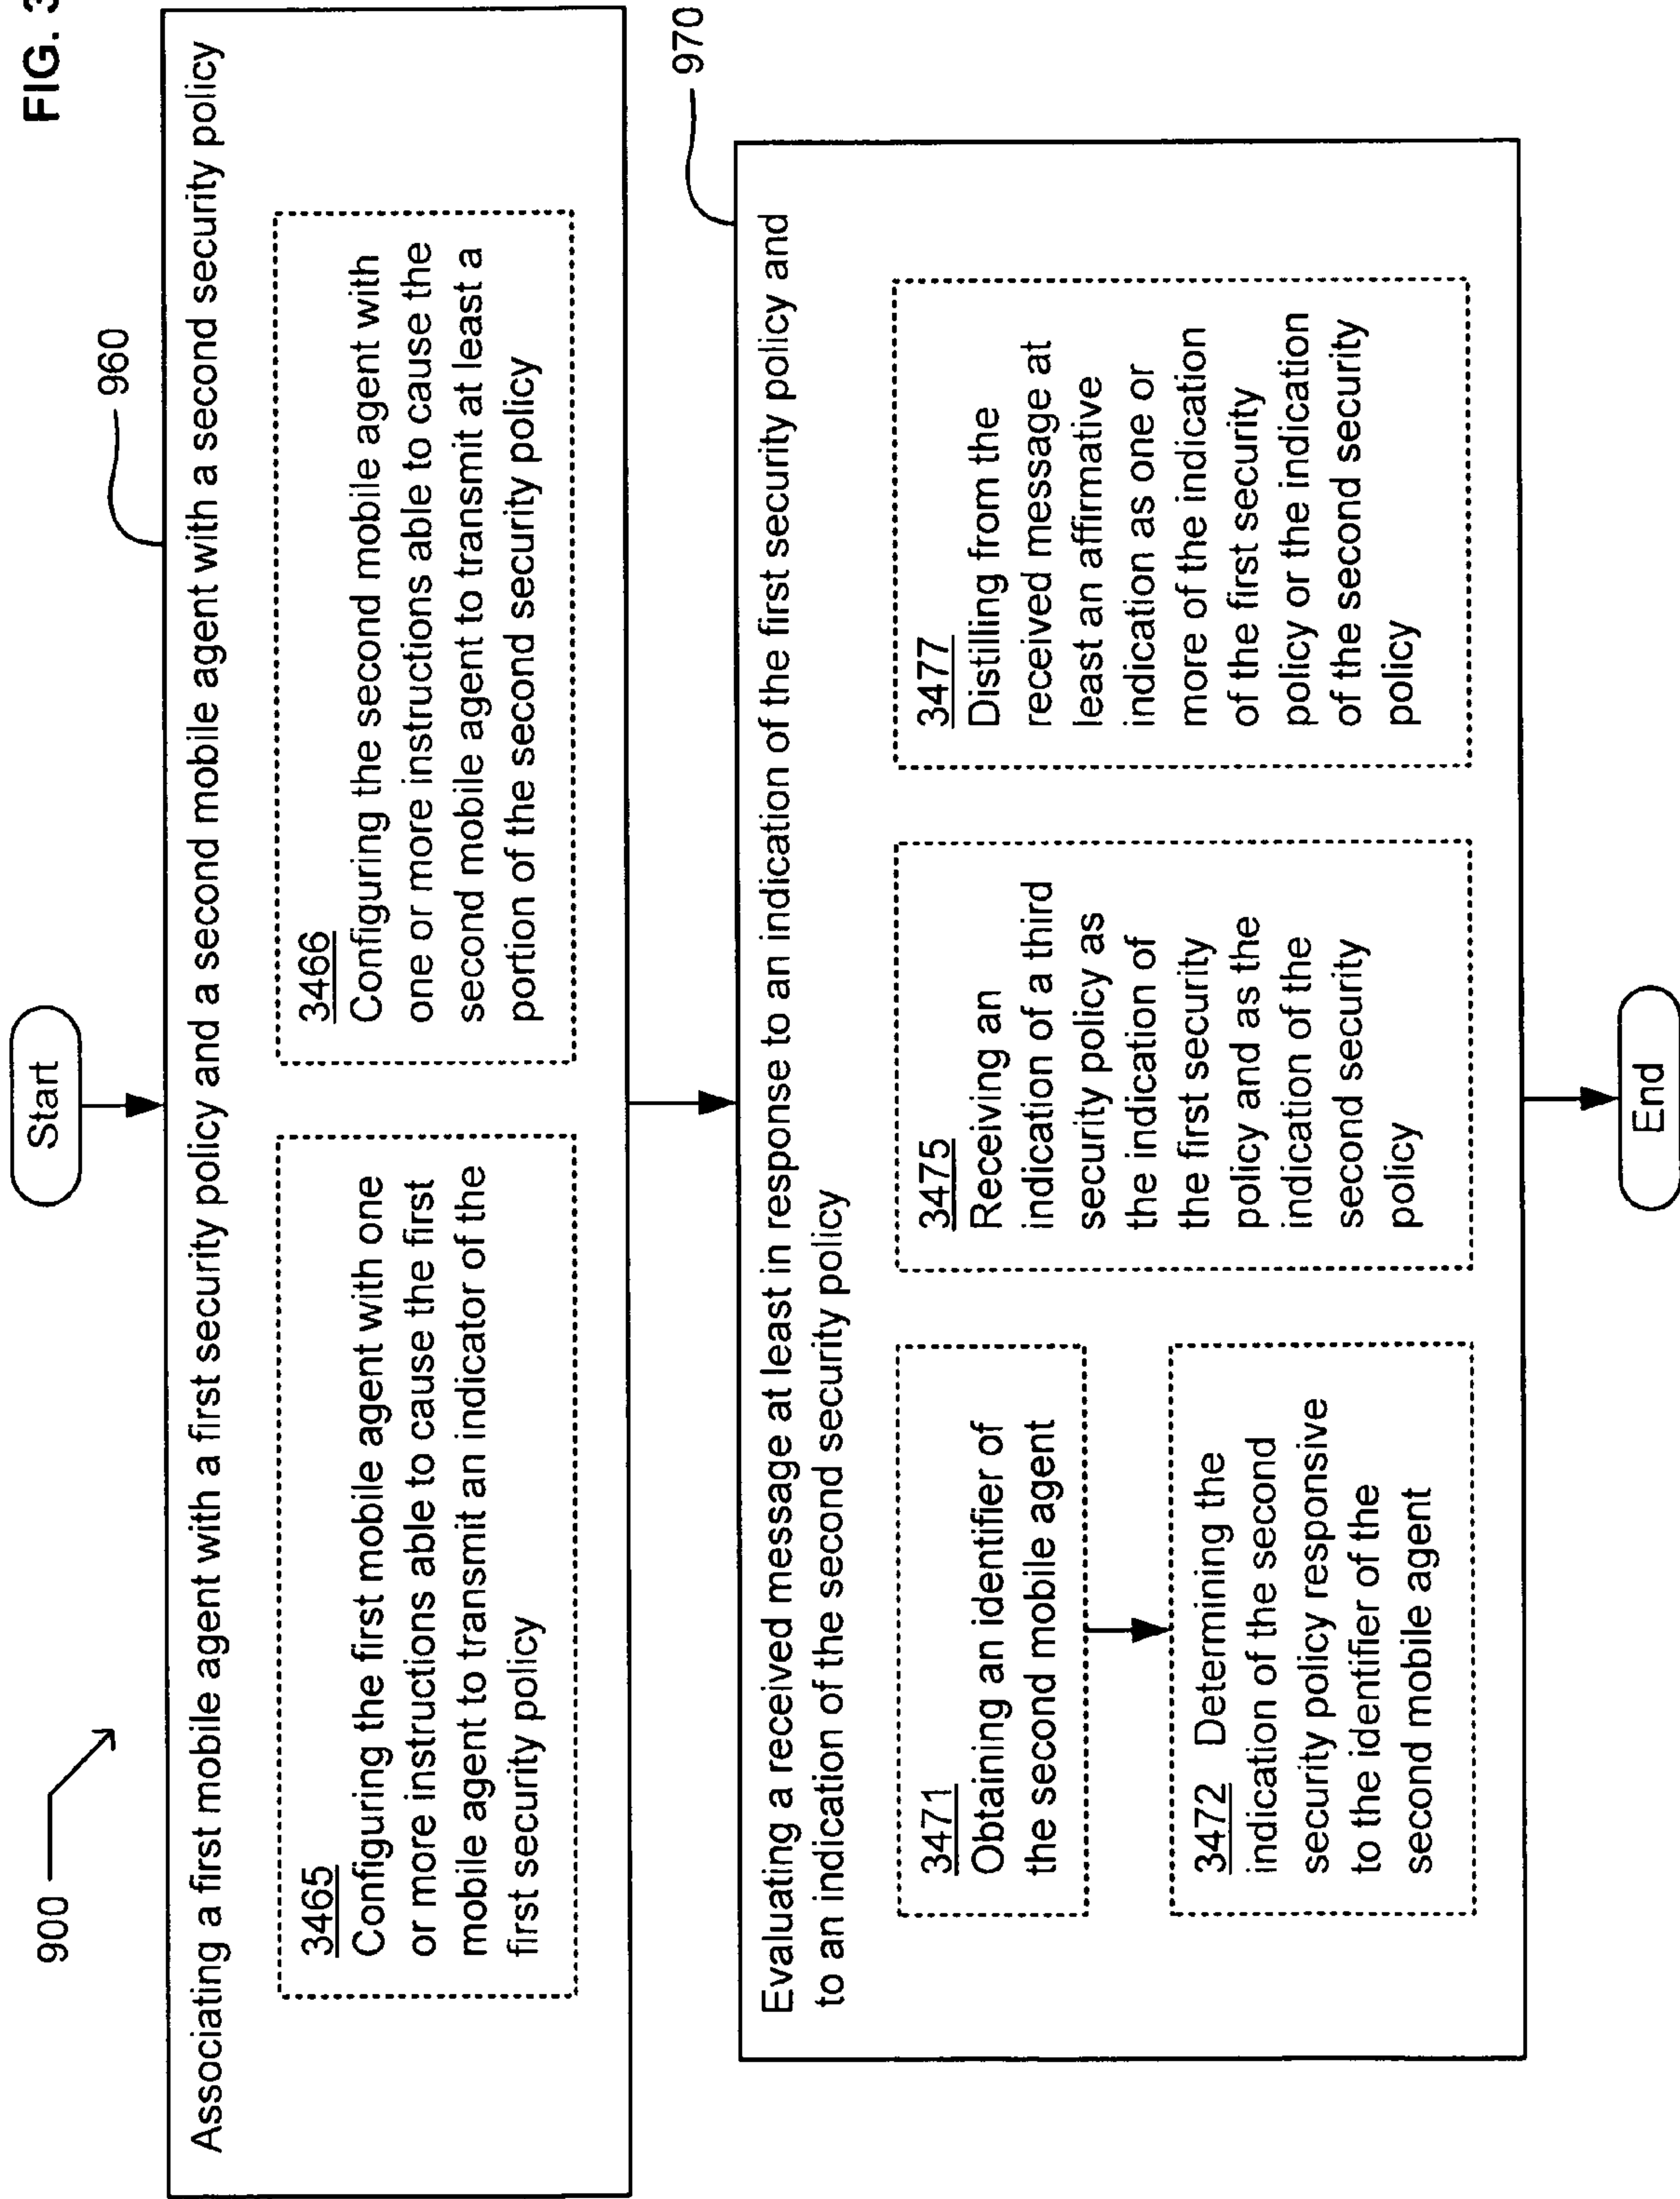 FIG. 3
900
Start
960
Associating a first mobile agent with a first security policy and a second mobile agent with a second security policy
3465
Configuring the first mobile agent with one
or more instructions able to cause the first
mobile agent to transmit an indicator of the
first security policy
3466
Configuring the second mobile agent with
one or more instructions able to cause the
second mobile agent to transmit at least a
portion of the second security policy
970
Evaluating a received message at least in response to an indication of the first security policy and
to an indication of the second security policy
3471
Obtaining an identifier of
the second mobile agent
3472 Determining the
indication of the second
security policy responsive
to the identifier of the
second mobile agent
3475
Receiving an
indication of a third
security policy as
the indication of
the first security
policy and as the
indication of the
second security
policy
3477
Distilling from the
received message at
least an affirmative
indication as one or
more of the indication
of the first security
policy or the indication
of the second security
policy
End